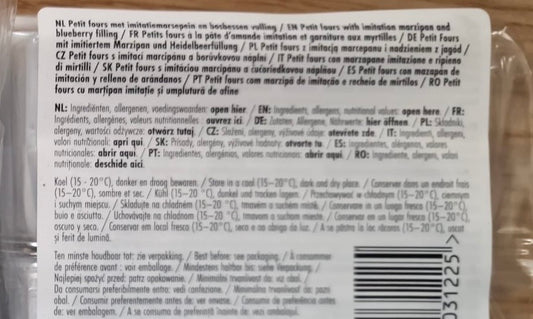 NL Petit fours met imitatiemarsepein en bosbessen vulling / EN Petit fours with imitation marzipan and
blueberry filling / FR Petits fours à la pâte d'amande imitation et garniture aux myrtilles / DE Petit Fours
mit imitiertem Marzipan und Heidelbeerfüllung / PL Petit fours z imitacją marcepanu i nadzieniem z jagód /
CZ Petit fours s imitací marcipánu a borůvkovou náplní / IT Petit fours con marzapane imitazione e ripieno
di mirtilli / SK Petit fours s imitáciou marcipánu a čučoriedkovou náplňou / ES Petit fours con mazapán de
imitación y relleno de arándanos / PT Petit fours com marzipã de imitação e recheio de mirtilos / RO Petit
fours cu marțipan imitație și umplutură de afine
NL: Ingrediënten, allergenen, voedingswaarden: open hier. / EN: Ingredients, allergens, nutritional values: open here. / FR:
Ingrédients, allergènes, valeurs nutritionnelles: ouvrez ici. / DE: Zutaten, Allergene, Nährwerte: hier öffnen. / PL: Składniki,
alergeny, wartości odżywcze: otwórz tutaj. / CZ: Složení, alergeny, výživové údaje: otevřete zde. / IT: Ingredienti, allergeni,
valori nutrizionali: apri qui. / SK: Prísady, alergény, výživové hodnoty: otvorte tu. / ES: Ingredientes, alérgenos, valores
nutricionales: abrir aquí. / PT: Ingredientes, alergénios, valores nutricionais: abrir aqui. / RO: Ingrediente, alergeni, valori
nutriționale: deschide aici.
Koel (15 - 20°C), donker en droog bewaren. / Store in a cool (15-20°C), dark and dry place. / Conserver dans un endroit frais
(15–20°C), sombre et sec. / Kühl (15–20 °C), dunkel und trocken lagern. / Przechowywać w chłodnym (15–20°C), ciemnym
i suchym miejscu. / Skladujte na chladném (15–20 °C), tmavém a suchém místě. / Conservare in un luogo fresco (15–20°C),
buio e asciutto. / Uchovávajte na chladnom (15–20°C), tmavom a suchom mieste. / Conservar en un lugar fresco (15–20°C),
oscuro y seco. / Conservar em local fresco (15–20°C), seco e ao abrigo da luz. / A se păstra la loc răcoros (15–20°C), uscat
și ferit de lumină.
Ten minste houdbaar tot: zie verpakking. / Best before: see packaging. / À consommer
de préférence avant : voir emballage. / Mindestens haltbar bis: siehe Verpackung. /
Najlepiej spożyć przed: patrz opakowanie. / Minimální trvanlivost do: viz obal. /
Da consumarsi preferibilmente entro: vedi confezione. / Minimálna trvanlivosť do: pozri
obal. / Consumir preferentemente antes de: ver envase. / Consumir de preferência antes
de: ver embalagem. / A se consuma de preferință înainte de: vezi ambalajul.
031225